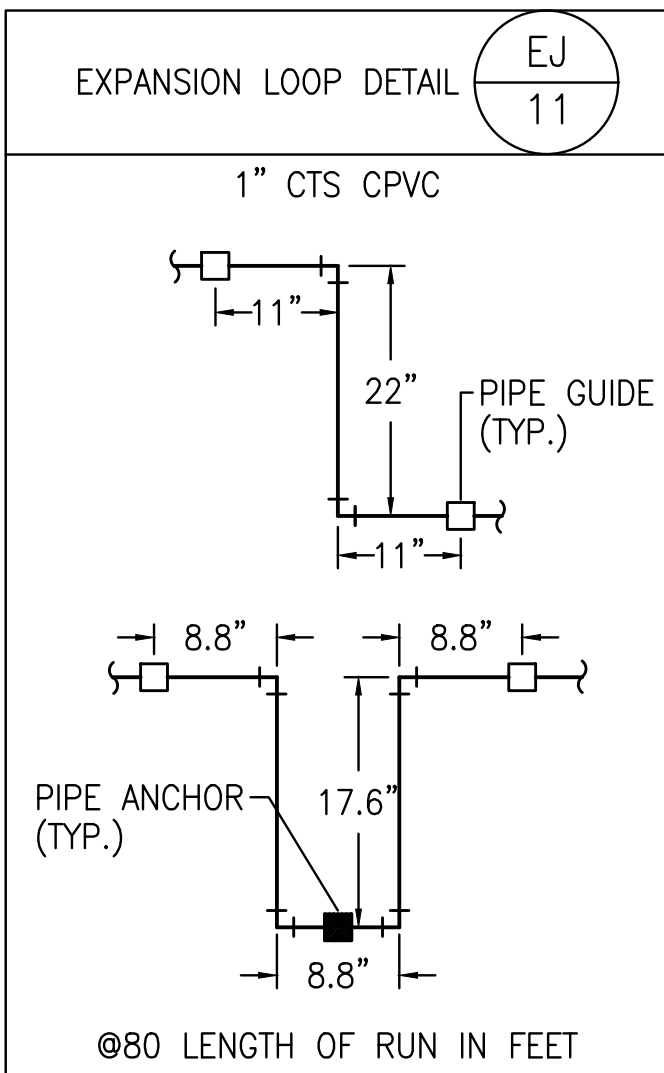 EXPANSION LOOP DETAIL
EJ
11
1” CTS CPVC
11”
22”
PIPE GUIDE
(TYP.)
11”
8.8”
8.8”
PIPE ANCHOR
(TYP.)
17.6”
8.8”
@80 LENGTH OF RUN IN FEET